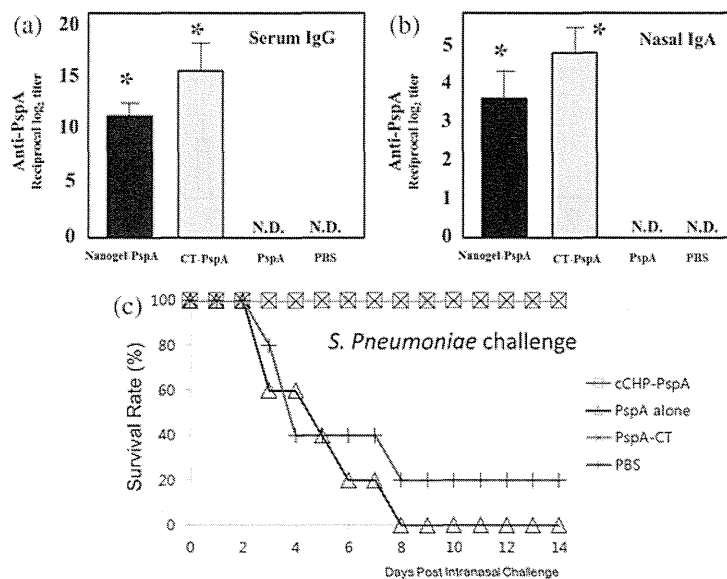 (a)
20
15
10
5
0
Anti-PspA
Reciprocal log₂ titer
Serum IgG
*
*
N.D.
N.D.
Nanogel-PspA
CT-PspA
PspA
PBS
(b)
5
4
3
2
1
0
Anti-PspA
Reciprocal log₂ titer
Nasal IgA
*
*
N.D.
N.D.
Nanogel-PspA
CT-PspA
PspA
PBS
(c)
100
80
60
40
20
0
Survival Rate (%)
S. Pneumoniae challenge
cCHP-PspA
PspA alone
PspA-CT
PBS
0 2 4 6 8 10 12 14
Days Post Intranasal Challenge